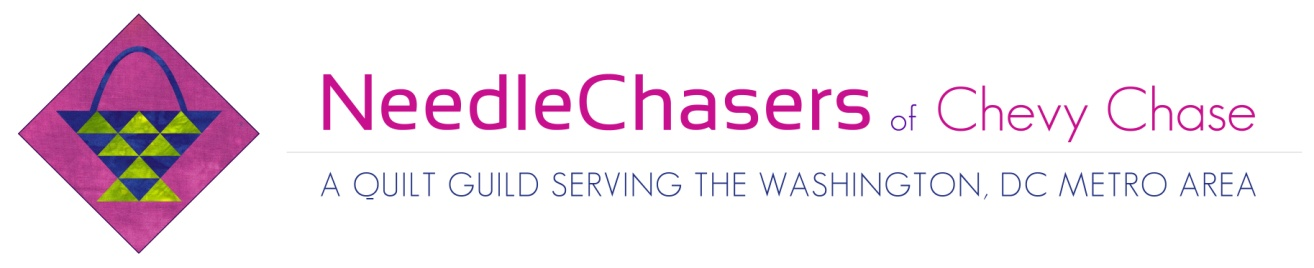 NeedleChasers of Chevy Chase
A QUILT GUILD SERVING THE WASHINGTON, DC METRO AREA